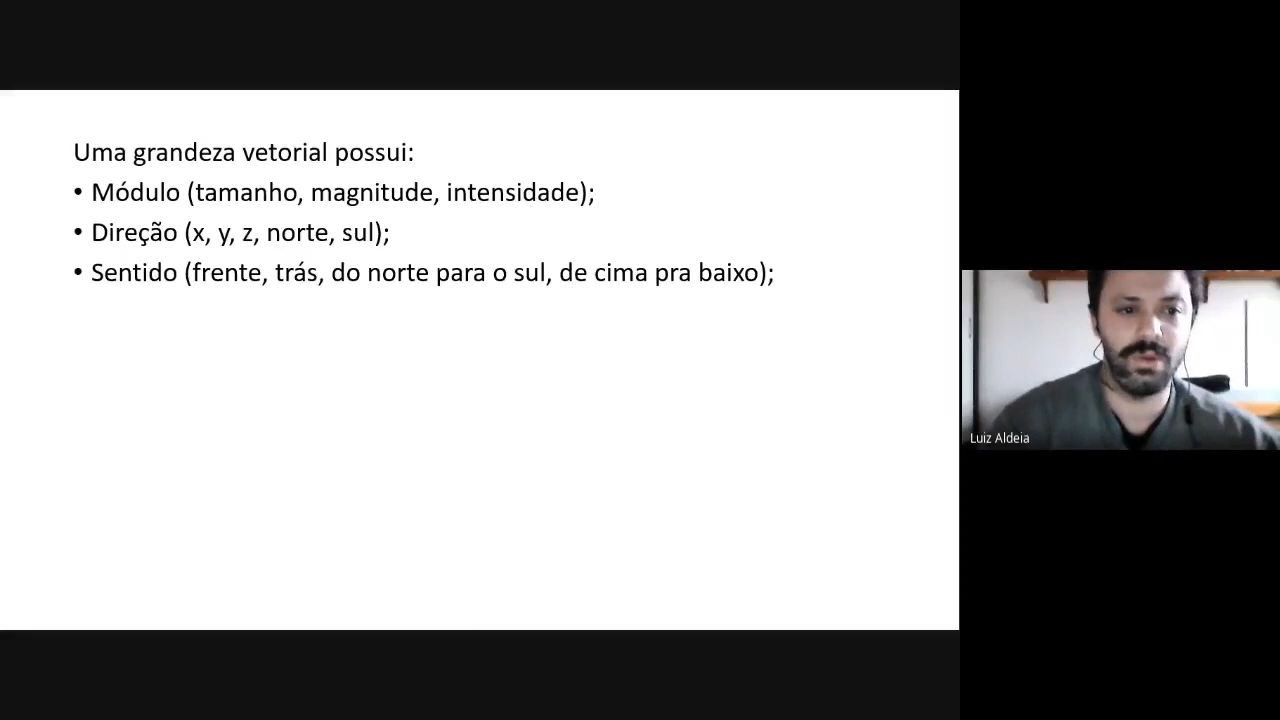 Uma grandeza vetorial possui:
• Módulo (tamanho, magnitude, intensidade);
• Direção (x, y, z, norte, sul);
• Sentido (frente, trás, do norte para o sul, de cima pra baixo);
Luiz Aldeia